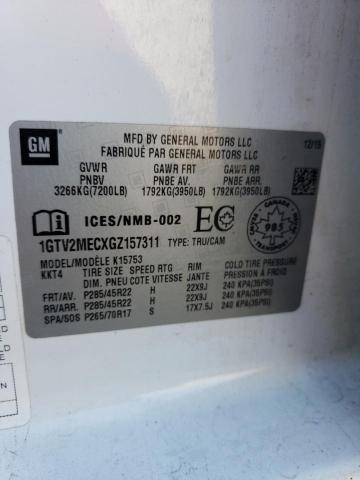 GM
MFD BY GENERAL MOTORS LLC
FABRIQUÉ PAR GENERAL MOTORS LLC
12/15
GVWR GAWR FRT GAWR RR
PNBV PNBE AV. PNBE ARR.
3266KG(7200LB) 1792KG(3950LB) 1792KG(3950LB)
ICES/NMB-002 EC
CANADA
985
1GTV2MECXGZ157311 TYPE: TRU/CAM
MODEL/MODÈLE K15753
KKT4 TIRE SIZE SPEED RTG RIM COLD TIRE PRESSURE
DIM. PNEU COTE VITESSE JANTE PRESSION À FROID
FRT/AV. P285/45R22 H 22X9J 240 KPA(35PSI)
RR/ARR. P285/45R22 H 22X9J 240 KPA(35PSI)
SPA/SOS P265/70R17 S 17X7.5J 240 KPA(35PSI)